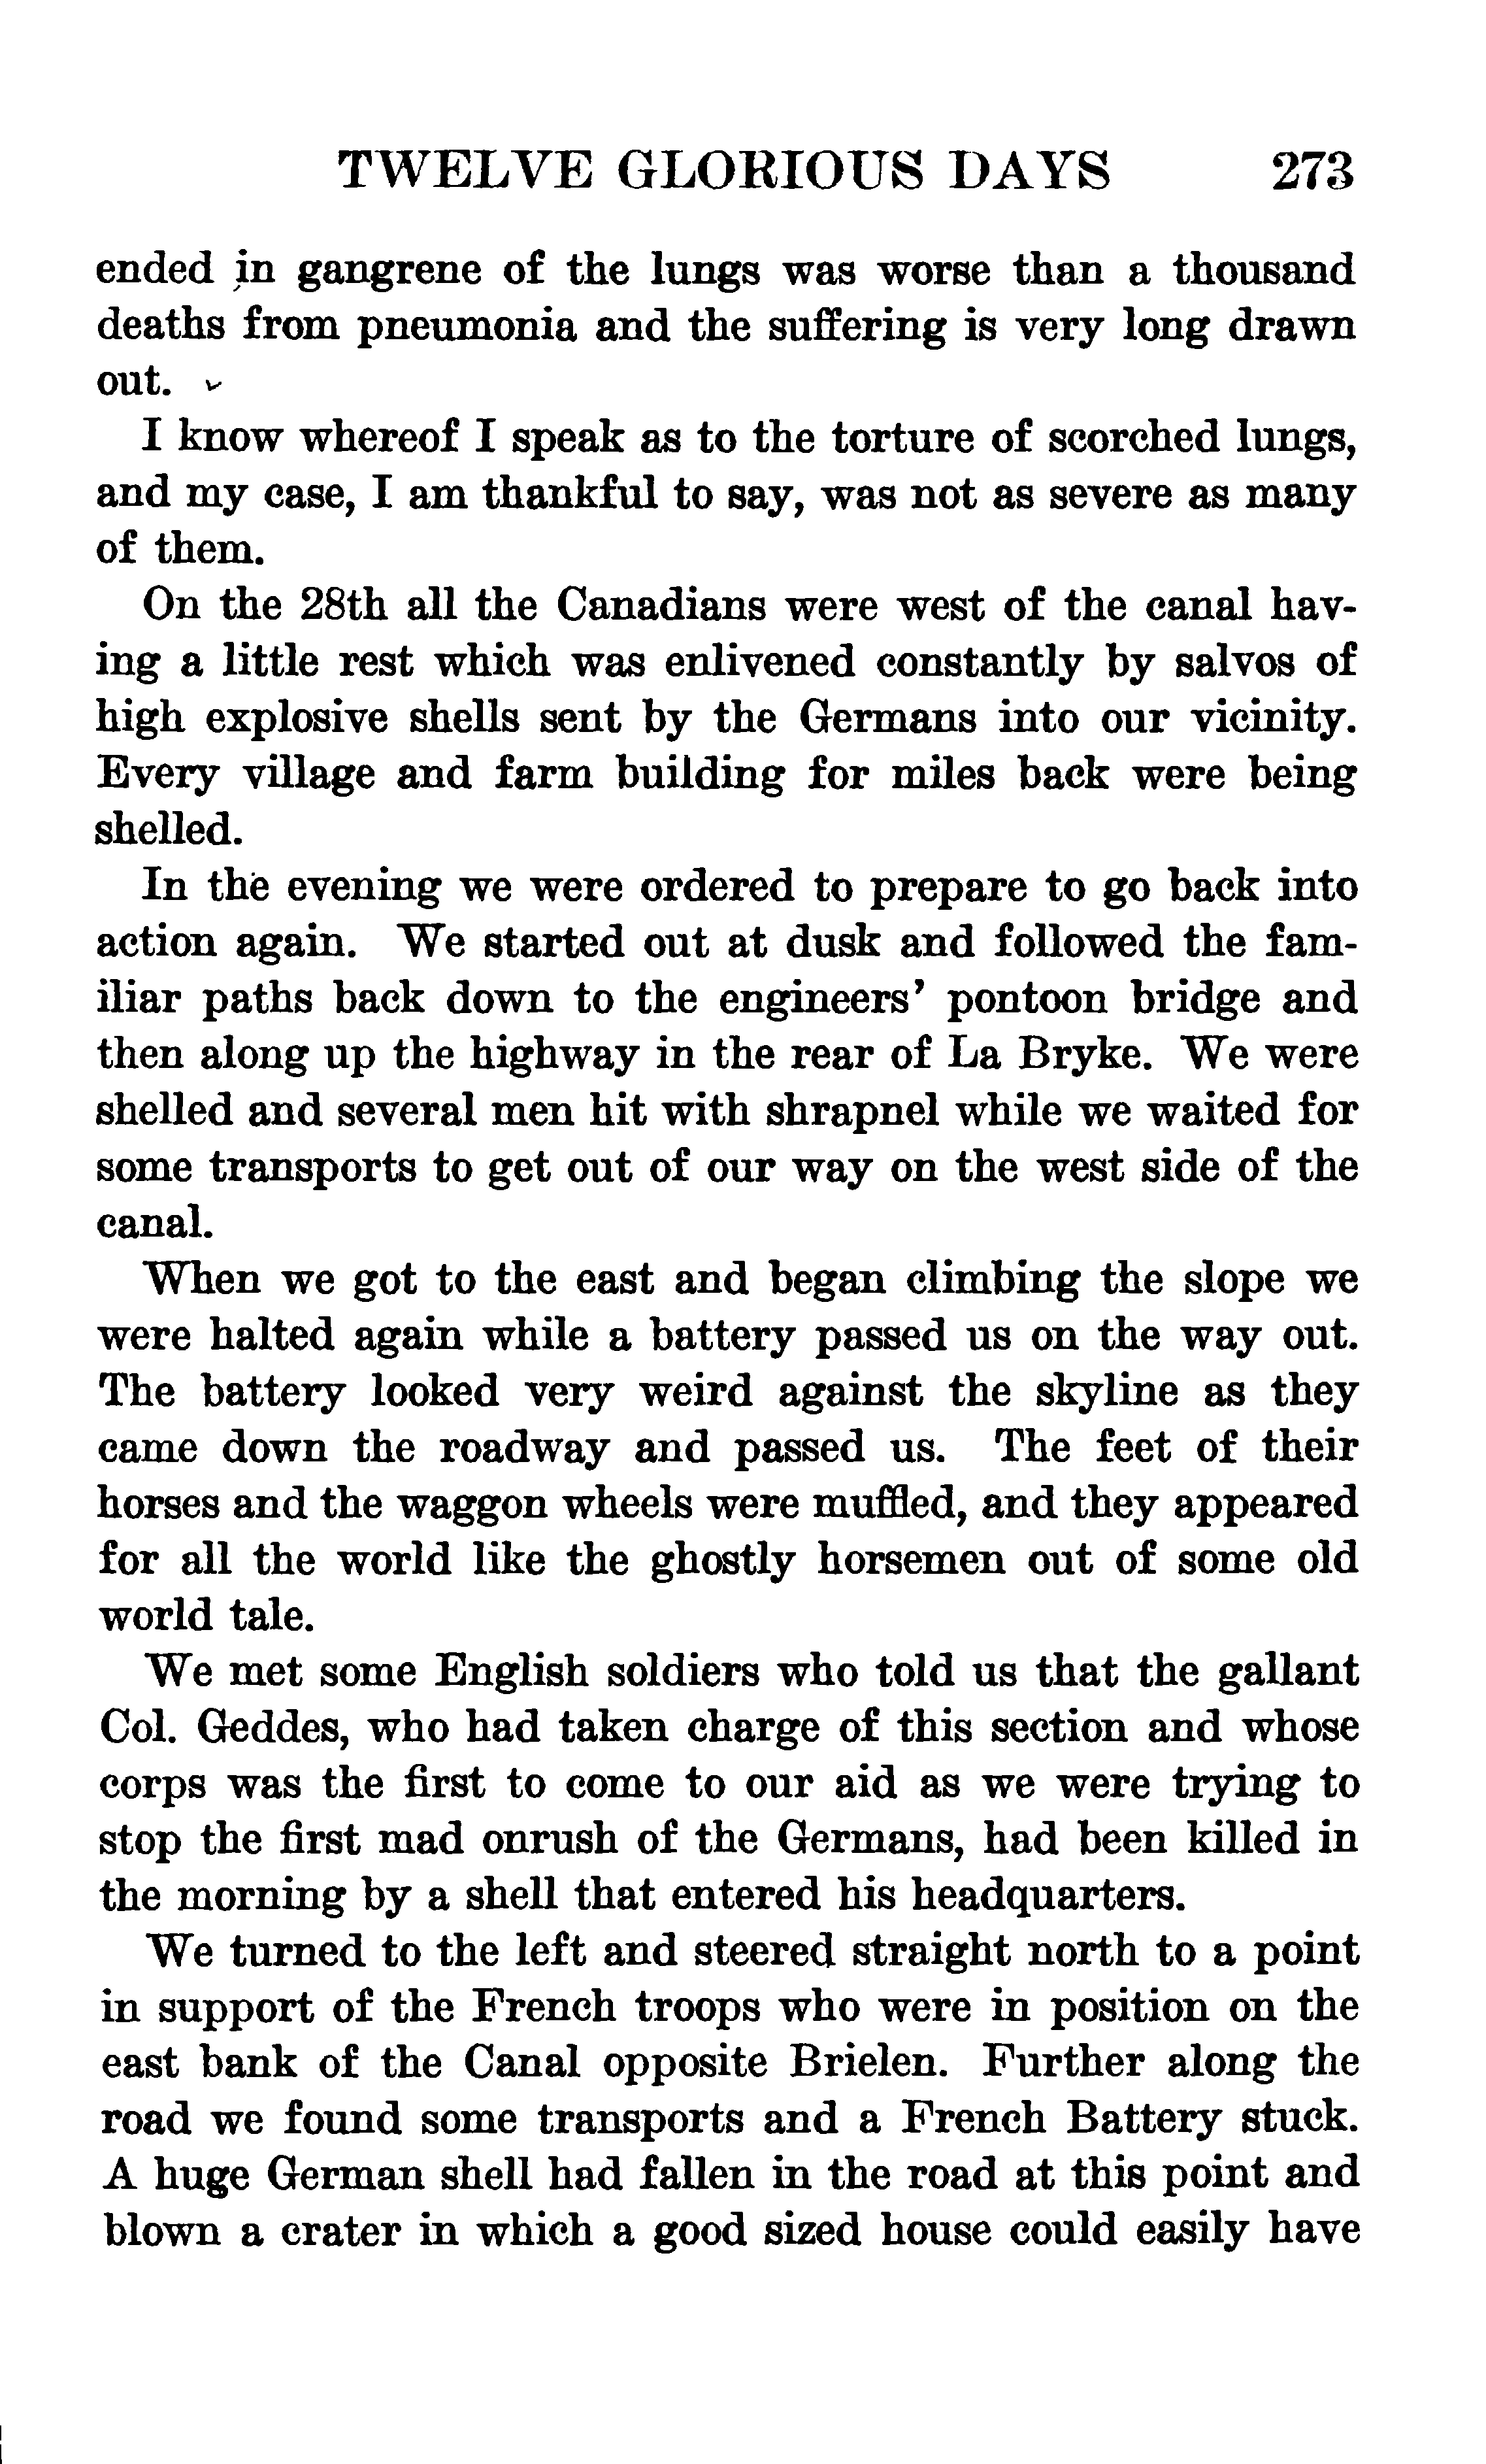 TWELVE GLORIOUS DAYS 273
ended in gangrene of the lungs was worse than a thousand
deaths from pneumonia and the suffering is very long drawn
out.
I know whereof I speak as to the torture of scorched lungs,
and my case, I am thankful to say, was not as severe as many
of them.
On the 28th all the Canadians were west of the canal hav-
ing a little rest which was enlivened constantly by salvos of
high explosive shells sent by the Germans into our vicinity.
Every village and farm building for miles back were being
shelled.
In the evening we were ordered to prepare to go back into
action again. We started out at dusk and followed the fam-
iliar paths back down to the engineers' pontoon bridge and
then along up the highway in the rear of La Bryke. We were
shelled and several men hit with shrapnel while we waited for
some transports to get out of our way on the west side of the
canal.
When we got to the east and began climbing the slope we
were halted again while a battery passed us on the way out.
The battery looked very weird against the skyline as they
came down the roadway and passed us. The feet of their
horses and the waggon wheels were muffled, and they appeared
for all the world like the ghostly horsemen out of some old
world tale.
We met some English soldiers who told us that the gallant
Col. Geddes, who had taken charge of this section and whose
corps was the first to come to our aid as we were trying to
stop the first mad onrush of the Germans, had been killed in
the morning by a shell that entered his headquarters.
We turned to the left and steered straight north to a point
in support of the French troops who were in position on the
east bank of the Canal opposite Brielen. Further along the
road we found some transports and a French Battery stuck.
A huge German shell had fallen in the road at this point and
blown a crater in which a good sized house could easily have